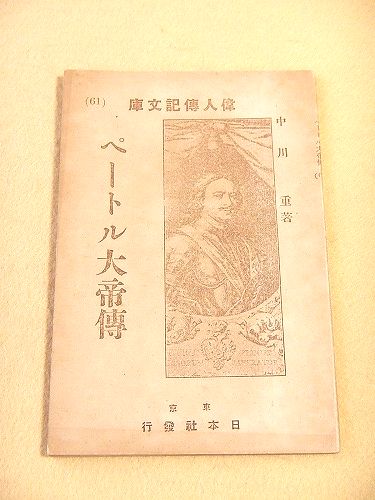 偉人傳記文庫
(61)
中川重著
ペートル大帝傳
東京
日本社發行